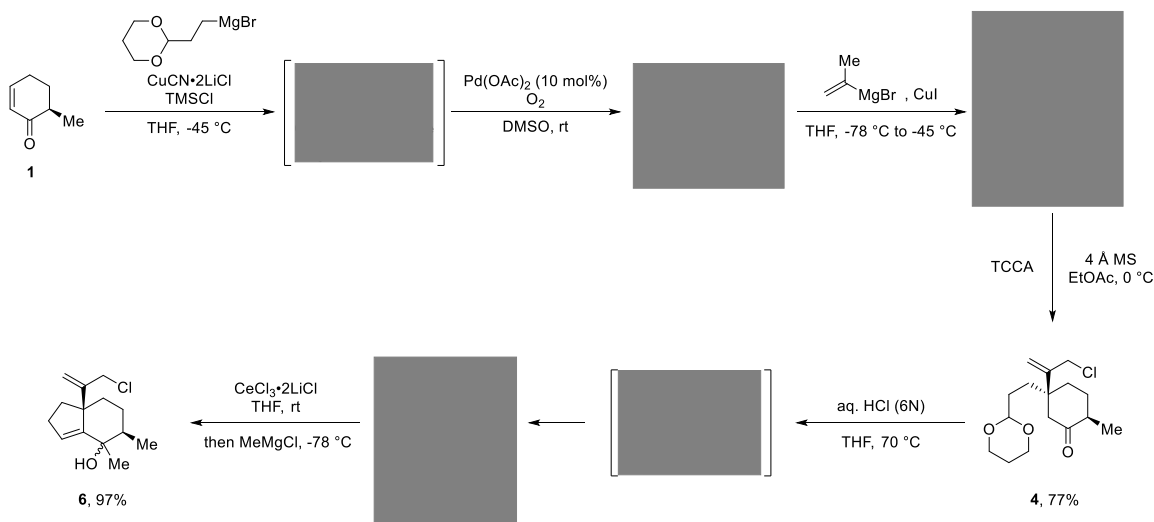 O
O
MgBr
CuCN•2LiCl
TMSCl
THF, -45 °C
Me
O
1
Pd(OAc)2 (10 mol%)
O2
DMSO, rt
Me
MgBr , CuI
THF, -78 °C to -45 °C
TCCA
4 Å MS
EtOAc, 0 °C
Cl
Me
O
O
O
4, 77%
aq. HCl (6N)
THF, 70 °C
CeCl3•2LiCl
THF, rt
then MeMgCl, -78 °C
Cl
Me
HO
Me
6, 97%